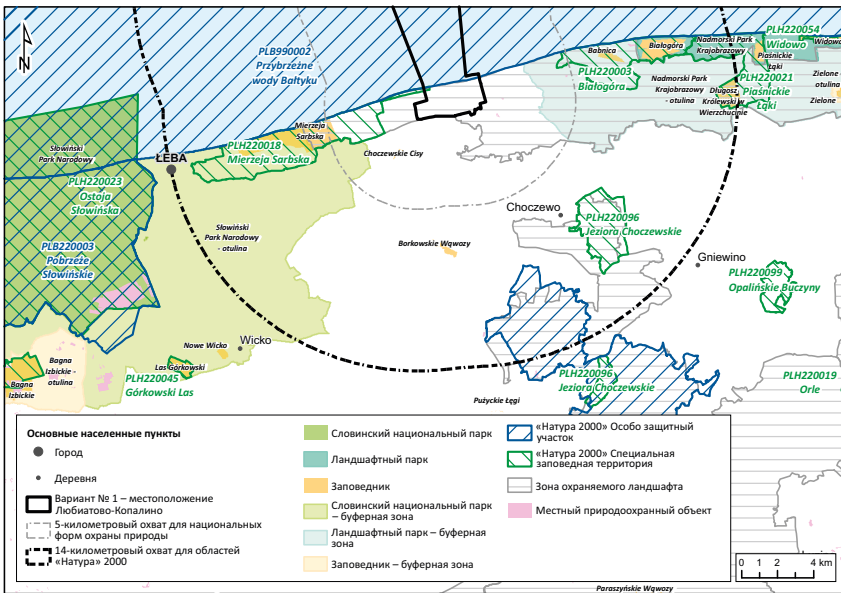 N
PLB990002
Przybrzeżne
wody Bałtyku
Babnica
Białogóra
Nadmorski Park
Krajobrazowy
PLH220054
Widowo
Widowo
Piaśnickie
Łąki
PLH220003
Białogóra
Nadmorski Park
Krajobrazowy
- otulina
Długosz
Królewski w
Wierzchucinie
PLH220021
Piaśnickie
Łąki
Zielone -
otulina
Zielone
Mierzeja
Sarbska
Choczewskie Cisy
Słowiński
Park Narodowy
ŁEBA
PLH220018
Mierzeja Sarbska
PLH220023
Ostoja
Słowińska
PLB220003
Pobrzeże
Słowińskie
Słowiński
Park Narodowy
- otulina
Choczewo
PLH220096
Jeziora Choczewskie
Borkowskie Wąwozy
Gniewino
PLH220099
Opalińskie Buczyny
Nowe Wicko
Wicko
Las Górkowski
PLH220045
Górkowski Las
Bagna
Izbickie -
otulina
Bagna
Izbickie
PLH220096
Jeziora Choczewskie
Pużyckie Łęgi
PLH220019
Orle
Основные населенные пункты
Город
Деревня
Вариант № 1 – местоположение
Любиатово-Копалино
5-километровый охват для национальных
форм охраны природы
14-километровый охват для областей
«Натура» 2000
Словинский национальный парк
Ландшафтный парк
Заповедник
Словинский национальный парк
– буферная зона
Ландшафтный парк – буферная
зона
Заповедник – буферная зона
«Натура 2000» Особо защитный
участок
«Натура 2000» Специальная
заповедная территория
Зона охраняемого ландшафта
Местный природоохранный объект
0 1 2 4 km
Paraszyńskie Wąwozy